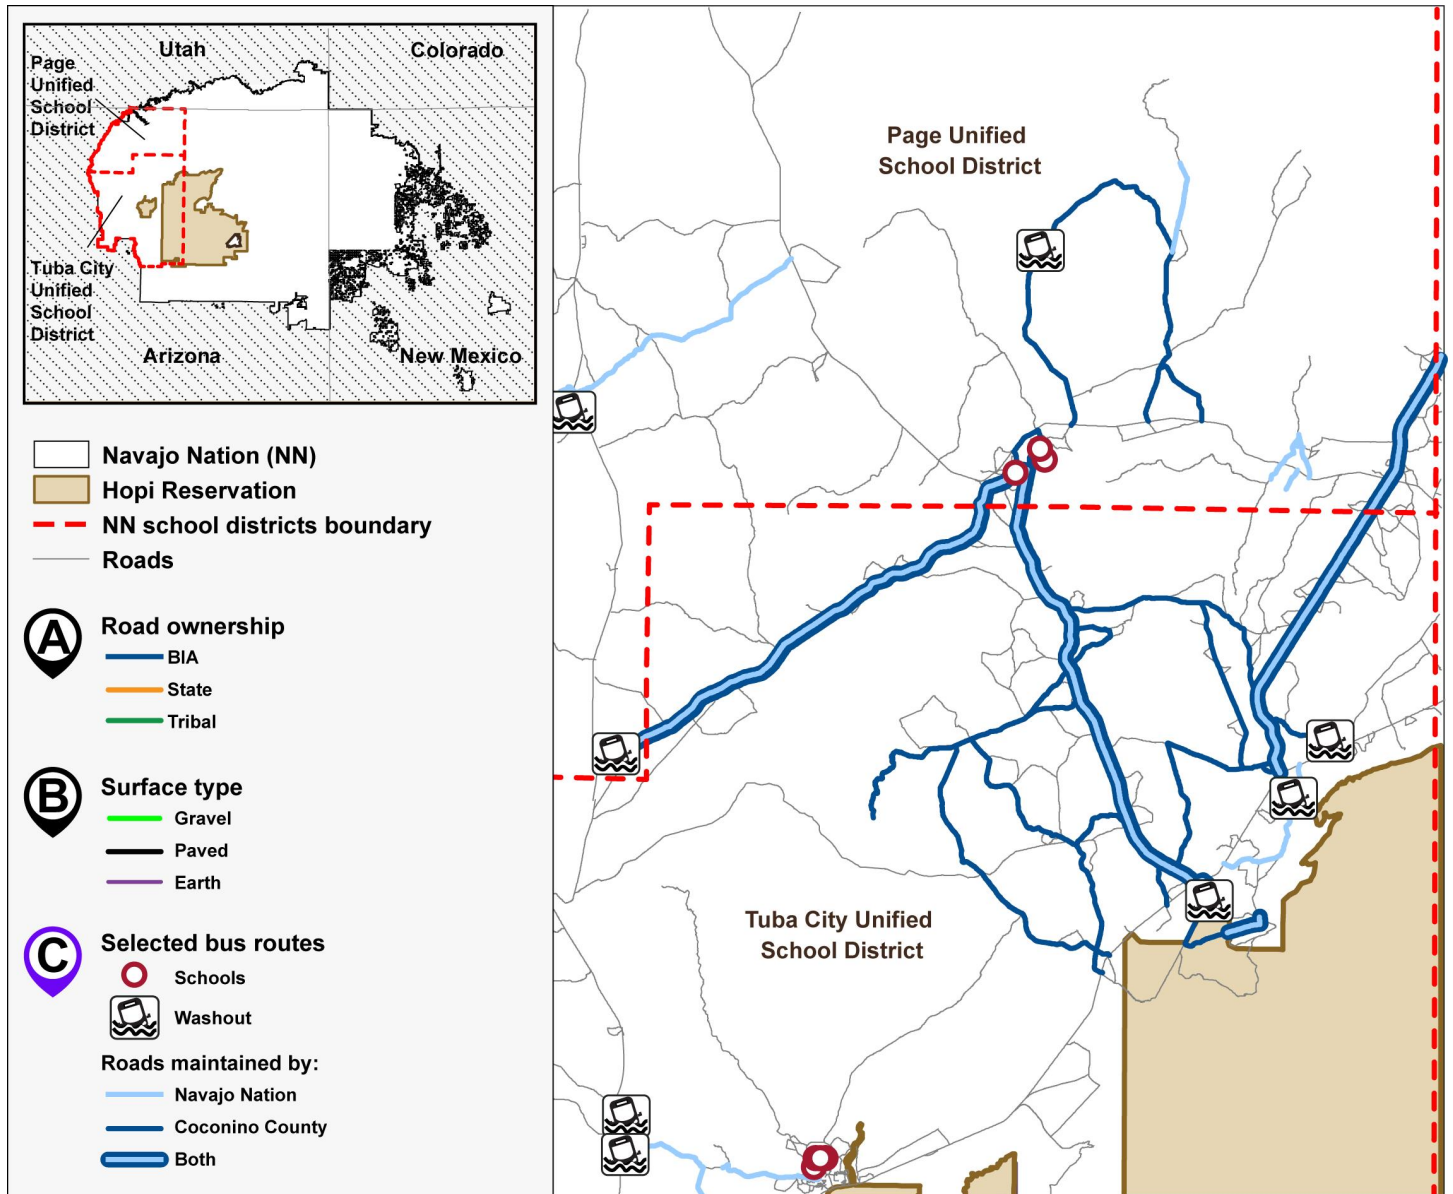 Utah
Colorado
Page
Unified
School
District
Tuba City
Unified
School
District
Arizona
New Mexico
Navajo Nation (NN)
Hopi Reservation
NN school districts boundary
Roads
A
Road ownership
BIA
State
Tribal
B
Surface type
Gravel
Paved
Earth
C
Selected bus routes
Schools
Washout
Roads maintained by:
Navajo Nation
Coconino County
Both
Page Unified
School District
Tuba City Unified
School District